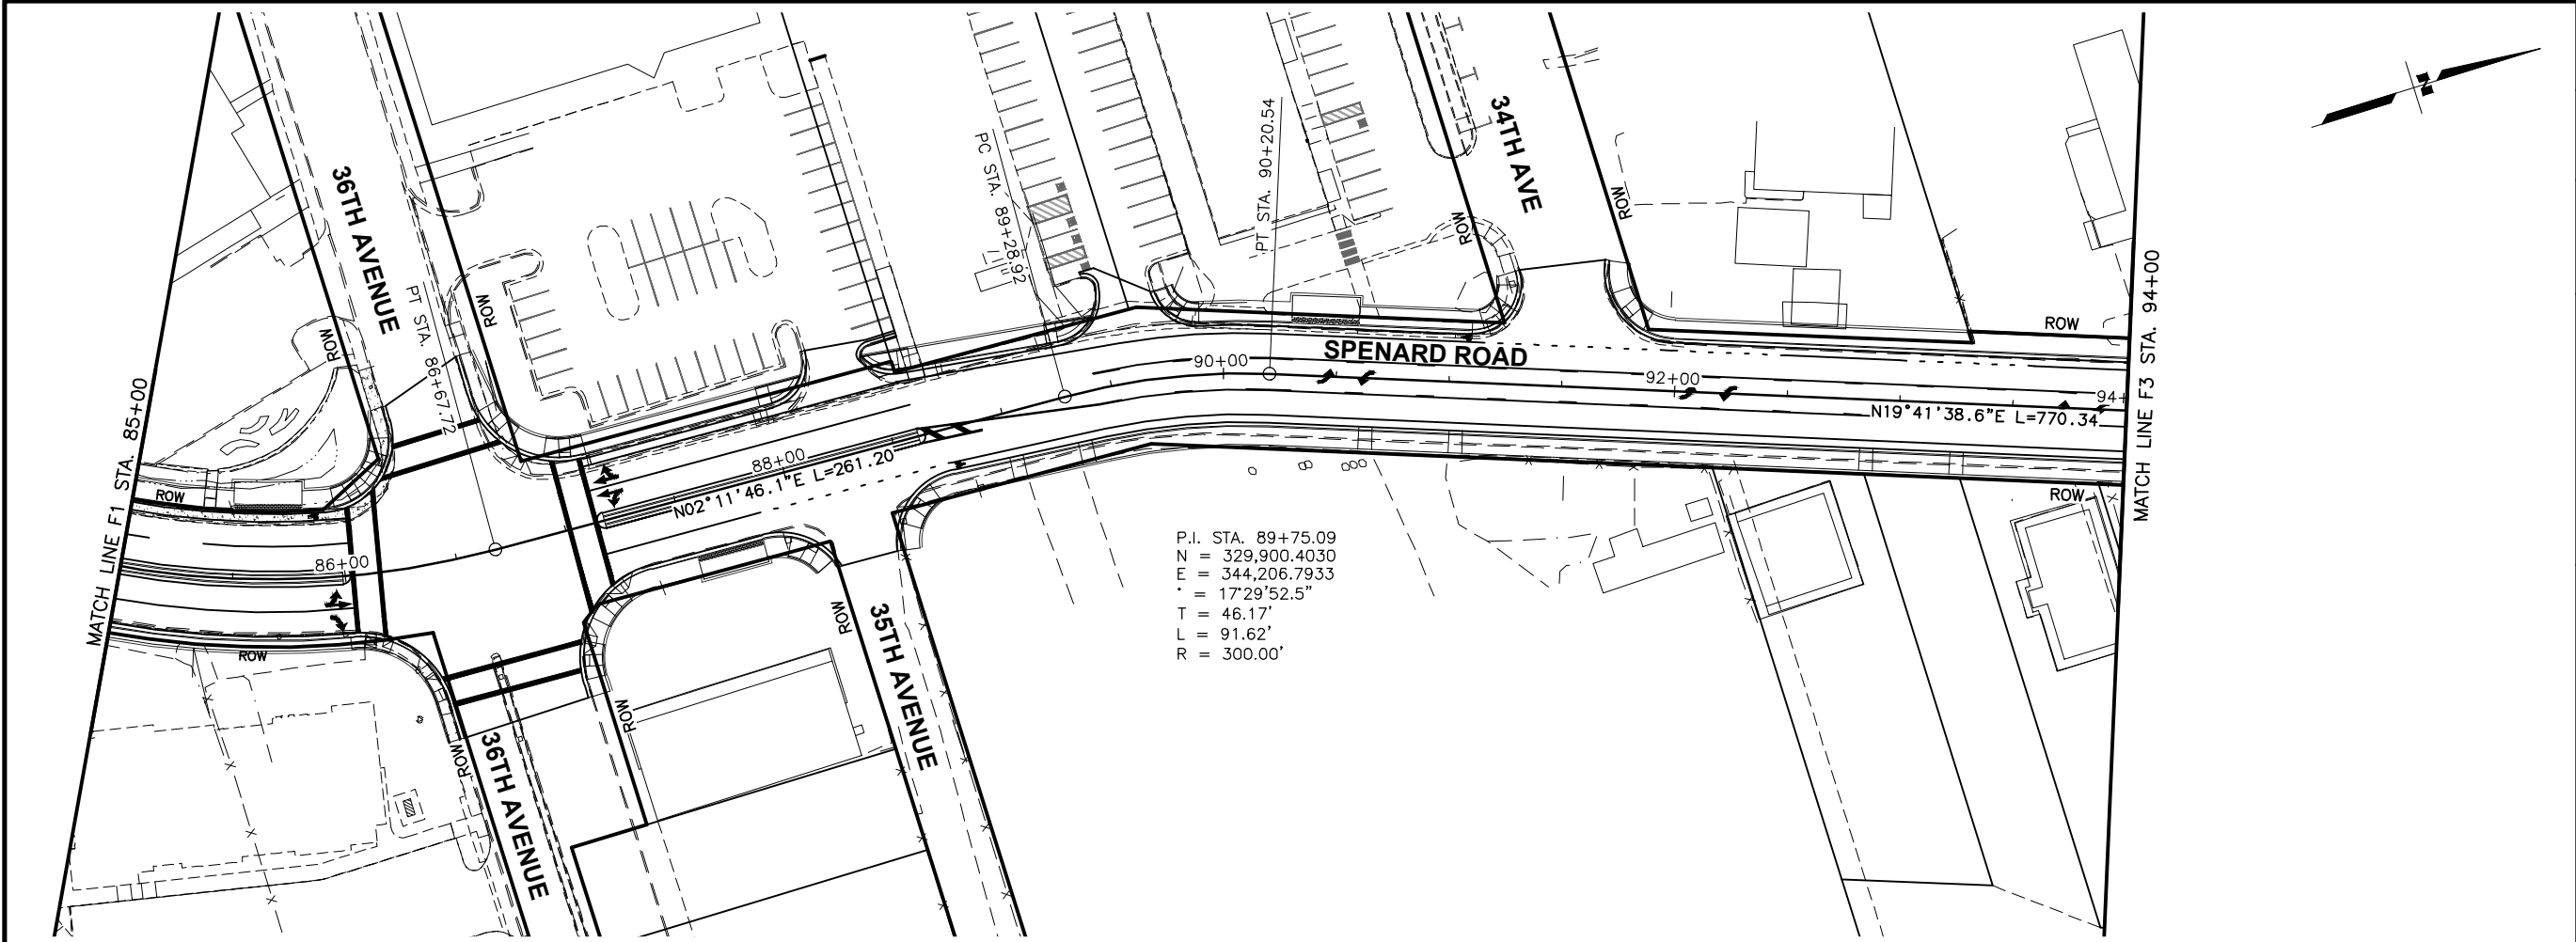 36TH AVENUE
PT STA. 86+67.72
ROW
ROW
PC STA. 89+28.92
PT STA. 90+20.54
34TH AVE
ROW
ROW
MATCH LINE F1 STA. 85+00
ROW
86+00
ROW
88+00
N02°11'46.1"E L=261.20
90+00
SPENARD ROAD
92+00
ROW
94+
N19°41'38.6"E L=770.34
MATCH LINE F3 STA. 94+00
N
ROW
P.I. STA. 89+75.09
N = 329,900.4030
E = 344,206.7933
° = 17°29'52.5"
T = 46.17'
L = 91.62'
R = 300.00'
ROW
35TH AVENUE
ROW
ROW
36TH AVENUE